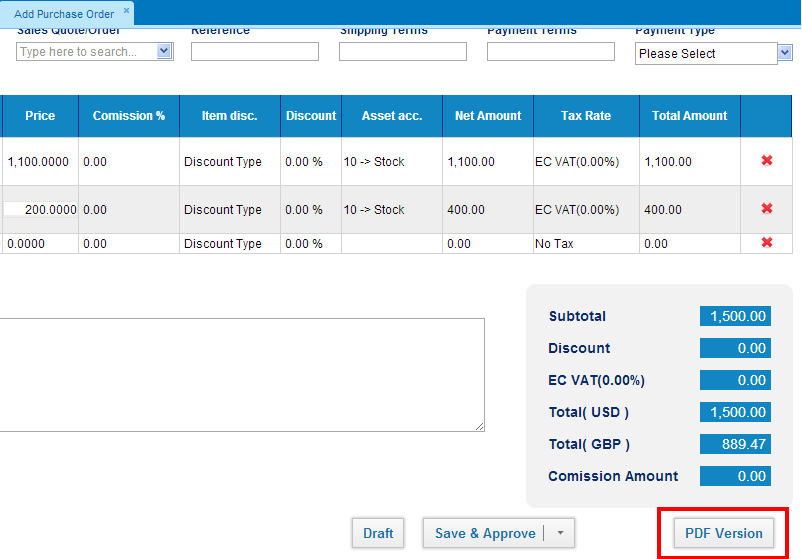 Add Purchase Order ×
Sales Quote/Order Reference Shipping Terms Payment Terms Payment Type
Type here to search... Please Select
Price Comission % Item disc. Discount Asset acc. Net Amount Tax Rate Total Amount
1,100.0000 0.00 Discount Type 0.00 % 10 -> Stock 1,100.00 EC VAT(0.00%) 1,100.00
200.0000 0.00 Discount Type 0.00 % 10 -> Stock 400.00 EC VAT(0.00%) 400.00
0.0000 0.00 Discount Type 0.00 % 0.00 No Tax 0.00
Subtotal 1,500.00
Discount 0.00
EC VAT(0.00%) 0.00
Total( USD ) 1,500.00
Total( GBP ) 889.47
Comission Amount 0.00
Draft Save & Approve PDF Version